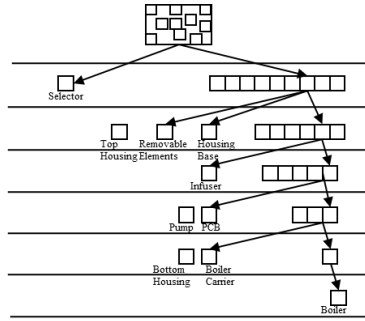 Selector
Top Removable Housing
Housing Elements Base
Infuser
Pump PCB
Bottom Boiler
Housing Carrier
Boiler